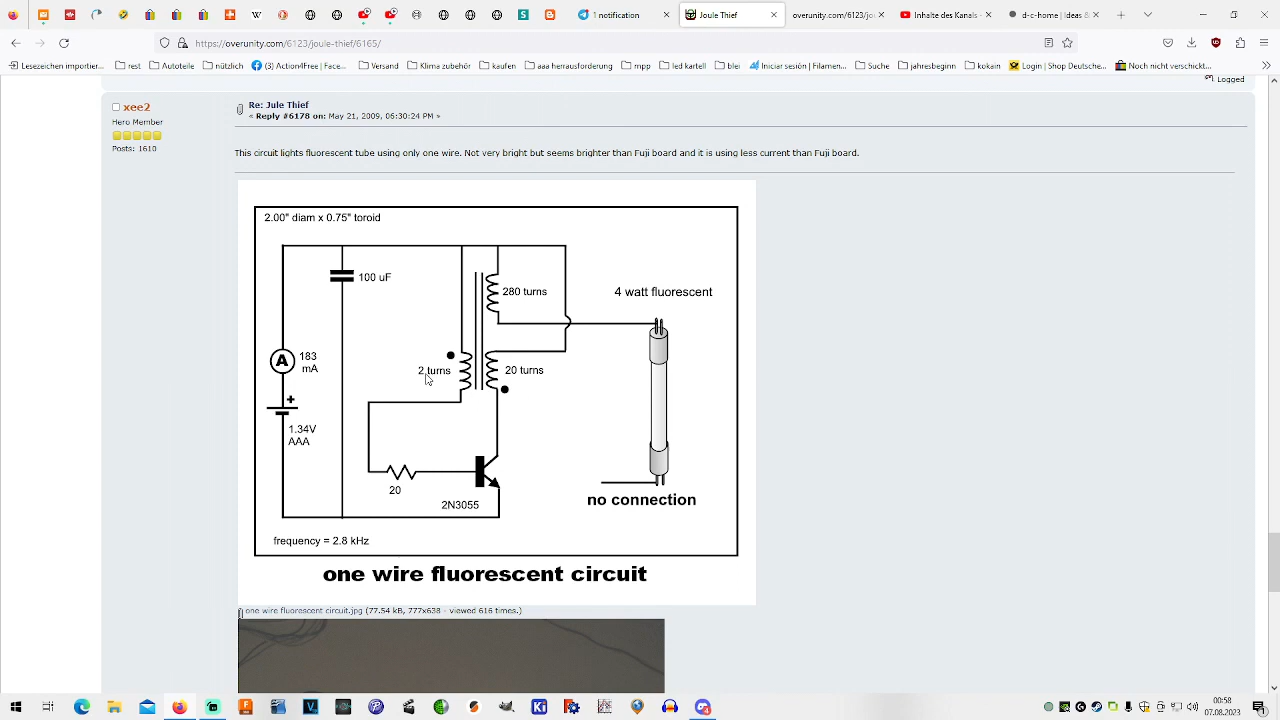 1 notification
Joule Thief
overunity.com/6123/j
Initiates des vannals
d-c-home
https://overunity.com/6123/joule-thief/6165/
Lesezeichen importier...
rest
Autoteile
nützlich
(3) Action4Free | Face...
Versand
Klima zubehör
kaufen
aaa herrausforderung
mpp
led kartell
blei
Iniciar sesión | Filamen...
Suche
jahresbeginn
kokain
Login | Shop Deutsche...
Noch nicht verschickt...
Logged
xee2
Hero Member
Posts: 1610
Re: Jule Thief
« Reply #6178 on: May 21, 2009, 06:30:24 PM »
This circuit lights fluorescent tube using only one wire. Not very bright but seems brighter than Fuji board and it is using less current than Fuji board.
2.00" diam x 0.75" toroid
100 uF
280 turns
4 watt fluorescent
A
183
mA
2 turns
20 turns
+
1.34V
AAA
20
2N3055
no connection
frequency = 2.8 kHz
one wire fluorescent circuit
one wire fluorescent circuit.jpg (77.54 kB, 777x638 - viewed 616 times.)
00:58
07.08.2023